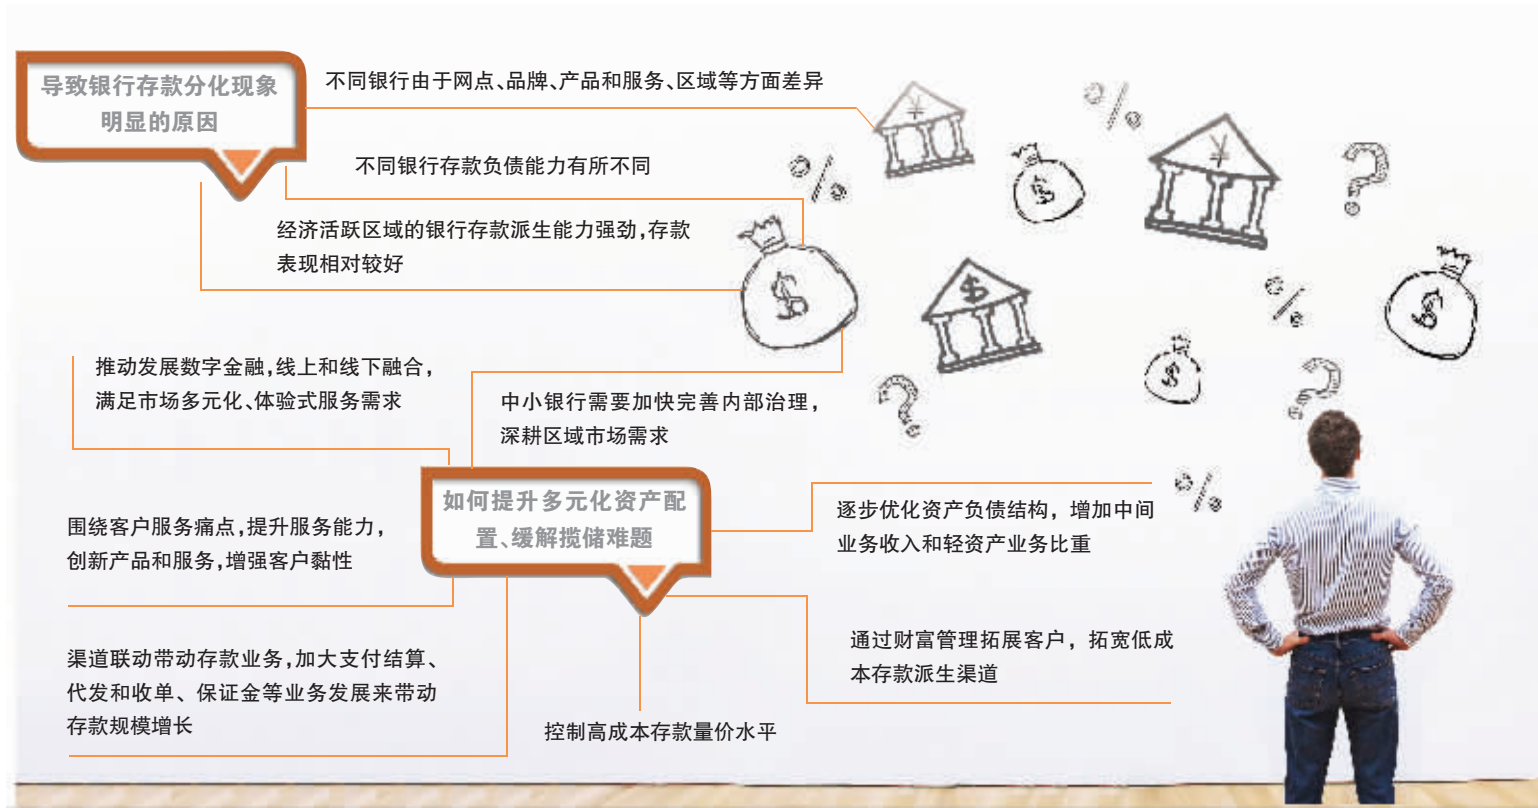 导致银行存款分化现象
明显的原因
不同银行由于网点、品牌、产品和服务、区域等方面差异
不同银行存款负债能力有所不同
经济活跃区域的银行存款派生能力强劲,存款
表现相对较好
推动发展数字金融,线上和线下融合,
满足市场多元化、体验式服务需求
中小银行需要加快完善内部治理,
深耕区域市场需求
如何提升多元化资产配
置、缓解揽储难题
围绕客户服务痛点,提升服务能力,
创新产品和服务,增强客户黏性
逐步优化资产负债结构，增加中间
业务收入和轻资产业务比重
渠道联动带动存款业务,加大支付结算、
代发和收单、保证金等业务发展来带动
存款规模增长
通过财富管理拓展客户，拓宽低成
本存款派生渠道
控制高成本存款量价水平
¥
%
¥
?
%
$
$
$
%
$
?
$
?
%